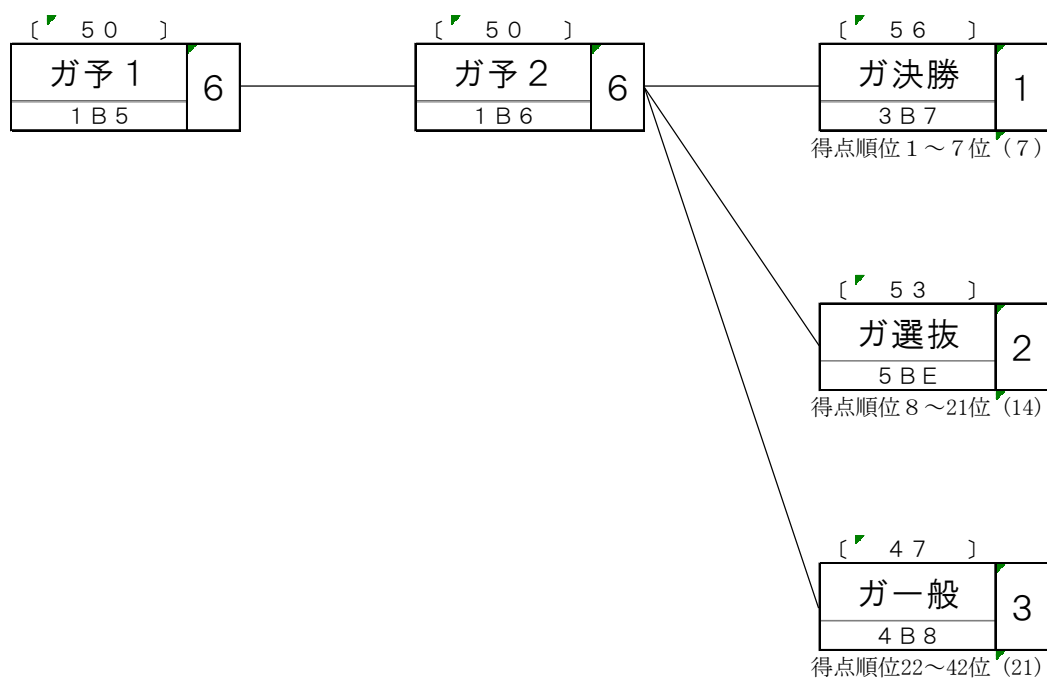 〔 ５０ 〕
ガ予１ ６
１Ｂ５
〔 ５０ 〕
ガ予２ ６
１Ｂ６
〔 ５６ 〕
ガ決勝 １
３Ｂ７
得点順位１～７位 (7)
〔 ５３ 〕
ガ選抜 ２
５ＢＥ
得点順位８～21位 (14)
〔 ４７ 〕
ガ一般 ３
４Ｂ８
得点順位22～42位 (21)